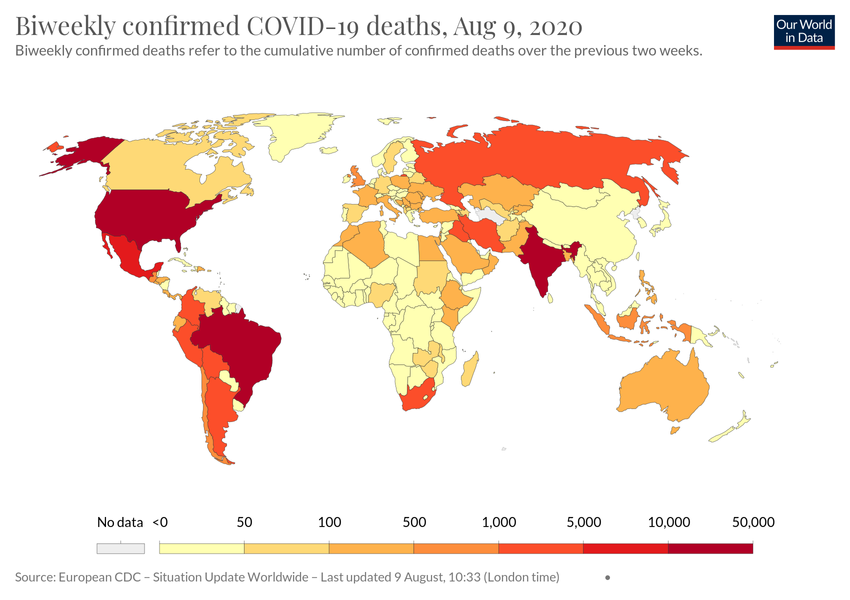 Biweekly confirmed COVID-19 deaths, Aug 9, 2020
Biweekly confirmed deaths refer to the cumulative number of confirmed deaths over the previous two weeks.
Our World
in Data
No data <0 50 100 500 1,000 5,000 10,000 50,000
Source: European CDC – Situation Update Worldwide – Last updated 9 August, 10:33 (London time)